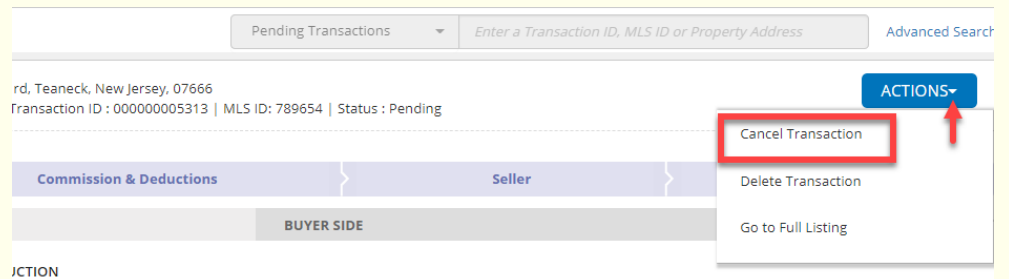 Pending Transactions
Enter a Transaction ID, MLS ID or Property Address
Advanced Search
rd, Teaneck, New Jersey, 07666
Transaction ID : 000000005313 | MLS ID: 789654 | Status : Pending
ACTIONS
Cancel Transaction
Delete Transaction
Go to Full Listing
Commission & Deductions
Seller
BUYER SIDE
UCTION